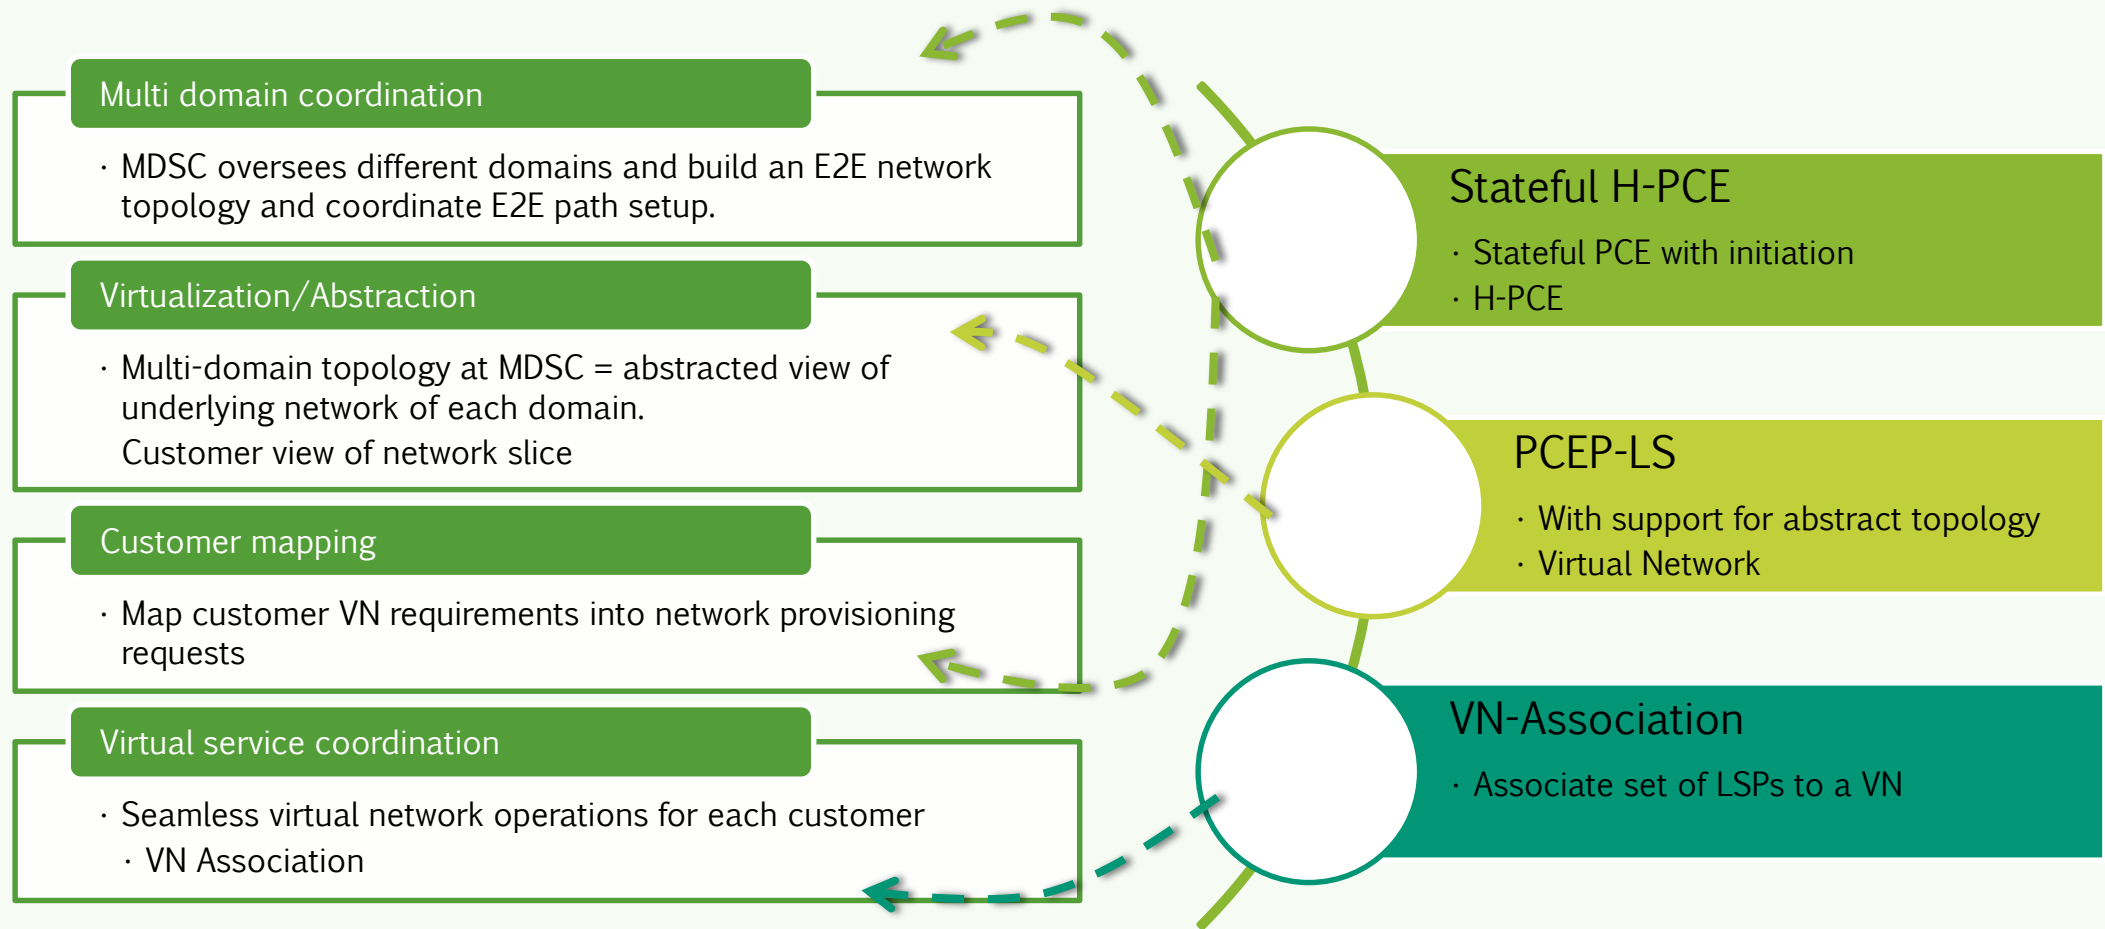 Multi domain coordination
· MDSC oversees different domains and build an E2E network
topology and coordinate E2E path setup.
Virtualization/Abstraction
· Multi-domain topology at MDSC = abstracted view of
underlying network of each domain.
Customer view of network slice
Customer mapping
· Map customer VN requirements into network provisioning
requests
Virtual service coordination
· Seamless virtual network operations for each customer
· VN Association
Stateful H-PCE
· Stateful PCE with initiation
· H-PCE
PCEP-LS
· With support for abstract topology
· Virtual Network
VN-Association
· Associate set of LSPs to a VN